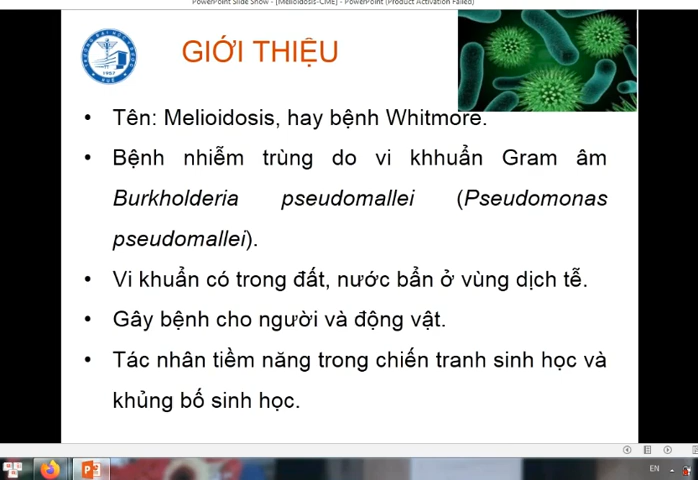 PowerPoint Slide Show - [Melioidosis-CME] - PowerPoint (Product Activation Failed)
GIỚI THIỆU
• Tên: Melioidosis, hay bệnh Whitmore.
• Bệnh nhiễm trùng do vi khhuẩn Gram âm
Burkholderia pseudomallei (Pseudomonas
pseudomallei).
• Vi khuẩn có trong đất, nước bẩn ở vùng dịch tễ.
• Gây bệnh cho người và động vật.
• Tác nhân tiềm năng trong chiến tranh sinh học và
khủng bố sinh học.
EN